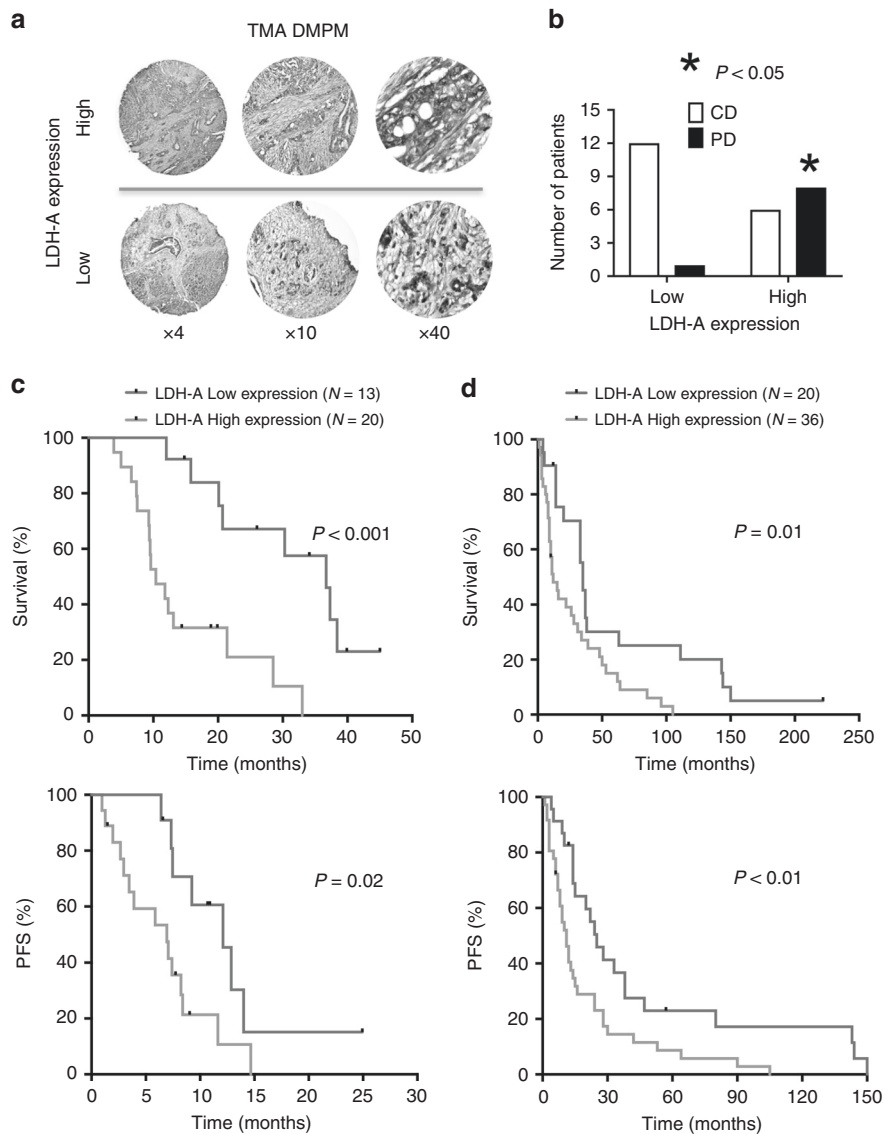 a
TMA DMPM
LDH-A expression
High
Low
×4 ×10 ×40
b
* P < 0.05
CD
PD
*
Number of patients
15
12
9
6
3
0
Low High
LDH-A expression
c
LDH-A Low expression (N = 13)
LDH-A High expression (N = 20)
Survival (%)
100
80
60
40
20
0
P < 0.001
0 10 20 30 40 50
Time (months)
PFS (%)
100
80
60
40
20
0
P = 0.02
0 5 10 15 20 25 30
Time (months)
d
LDH-A Low expression (N = 20)
LDH-A High expression (N = 36)
Survival (%)
100
80
60
40
20
0
P = 0.01
0 50 100 150 200 250
Time (months)
PFS (%)
100
80
60
40
20
0
P < 0.01
0 30 60 90 120 150
Time (months)